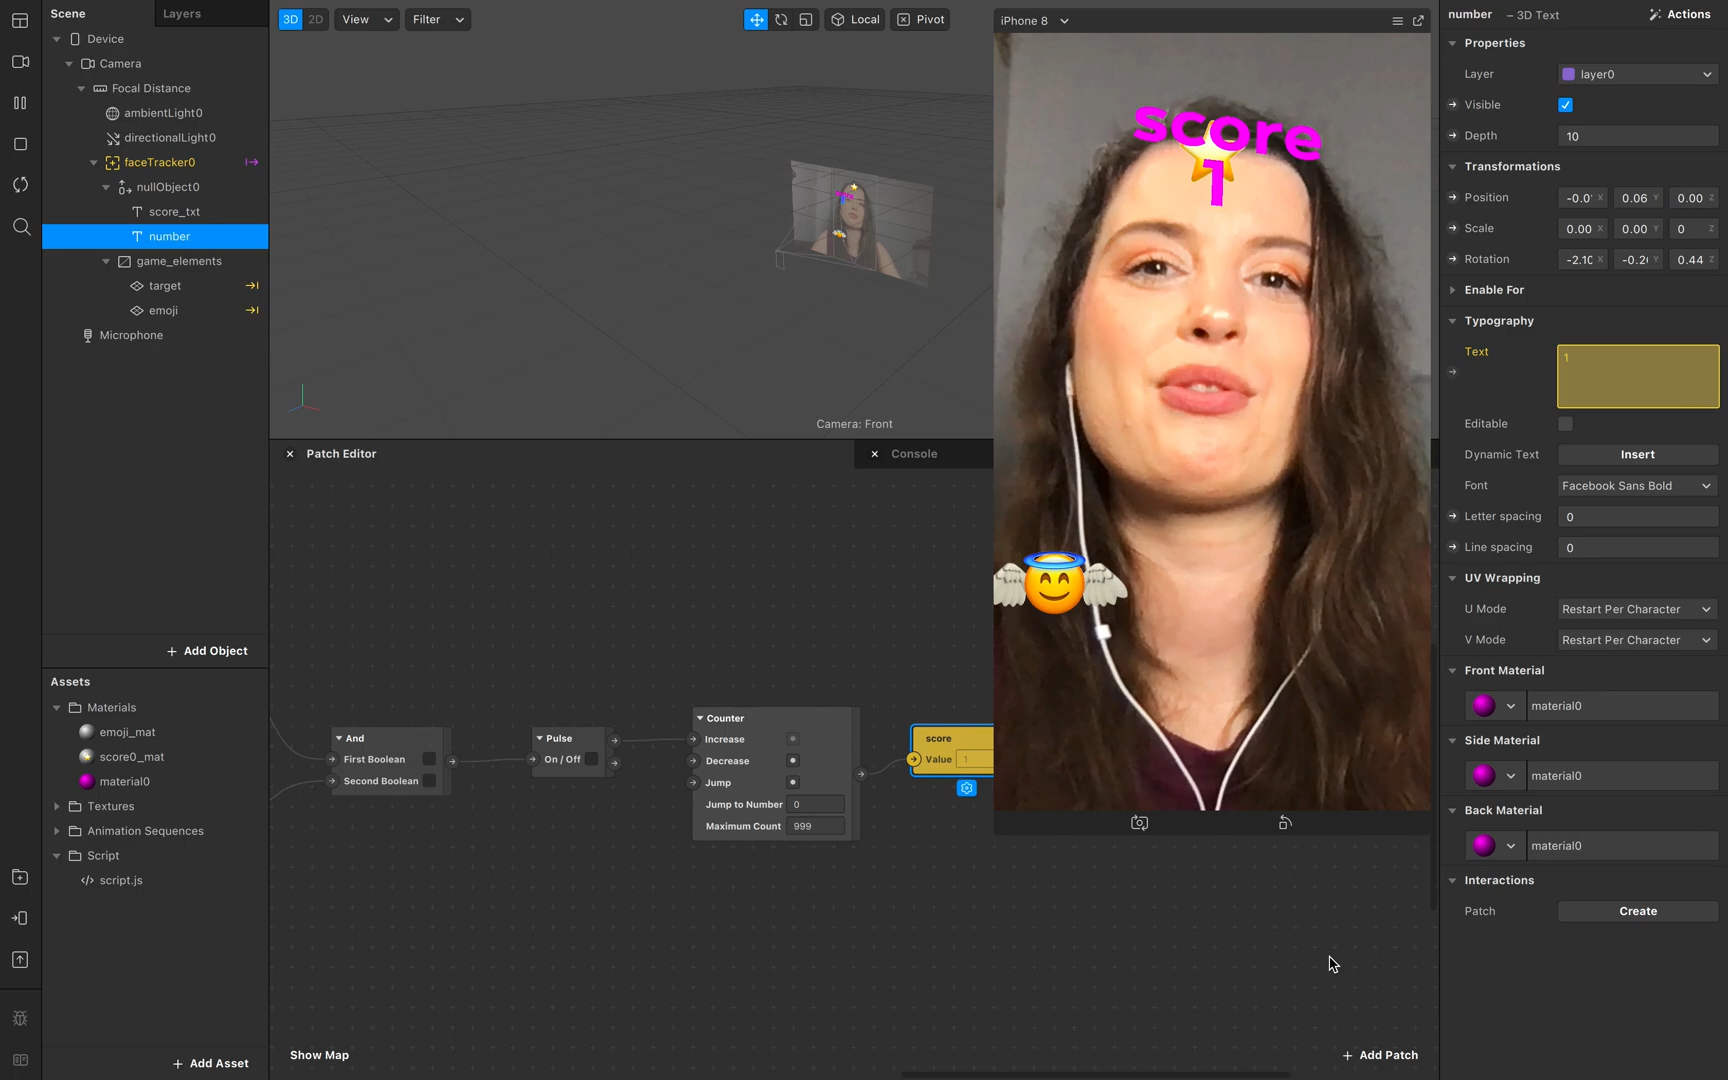 Scene
Layers
Device
Camera
Focal Distance
ambientLight0
directionalLight0
faceTracker0
nullObject0
score_txt
number
game_elements
target
emoji
Microphone
+ Add Object
Assets
Materials
emoji_mat
score0_mat
material0
Textures
Animation Sequences
Script
script.js
+ Add Asset
3D 2D
View
Filter
Local
Pivot
Camera: Front
Patch Editor
Console
And
First Boolean
Second Boolean
Pulse
On / Off
Counter
Increase
Decrease
Jump
Jump to Number 0
Maximum Count 999
score
Value 1
Show Map
+ Add Patch
iPhone 8
score
1
number – 3D Text
Actions
Properties
Layer layer0
Visible
Depth 10
Transformations
Position -0.0 X 0.06 Y 0.00 Z
Scale 0.00 X 0.00 Y 0 Z
Rotation -2.10 X -0.2 Y 0.44 Z
Enable For
Typography
Text 1
Editable
Dynamic Text Insert
Font Facebook Sans Bold
Letter spacing 0
Line spacing 0
UV Wrapping
U Mode Restart Per Character
V Mode Restart Per Character
Front Material
material0
Side Material
material0
Back Material
material0
Interactions
Patch Create